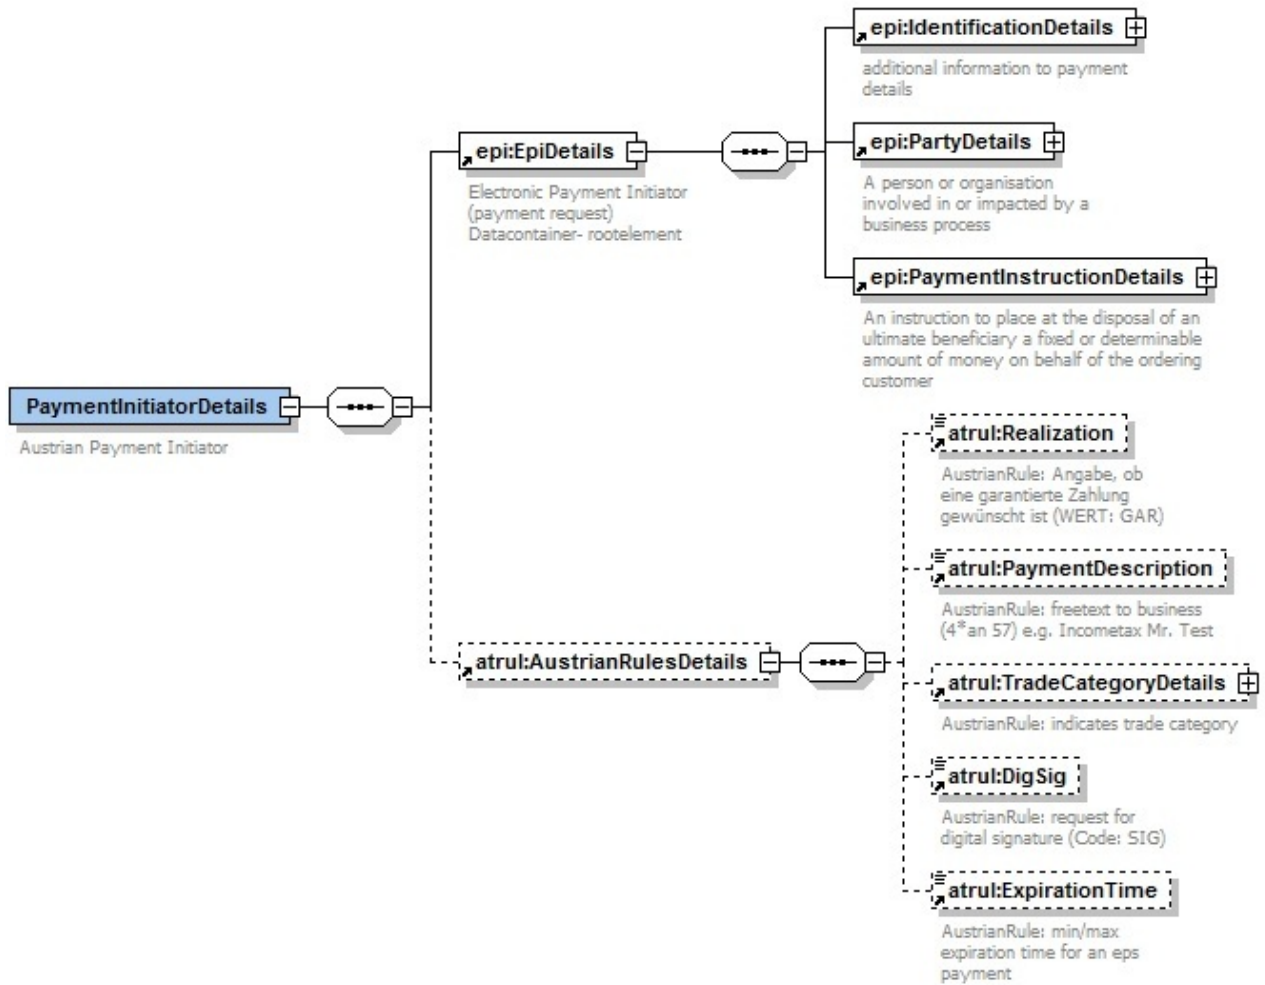 epi:IdentificationDetails
additional information to payment
details
epi:PartyDetails
A person or organisation
involved in or impacted by a
business process
epi:EpiDetails
Electronic Payment Initiator
(payment request)
Datacontainer- rootelement
epi:PaymentInstructionDetails
An instruction to place at the disposal of an
ultimate beneficiary a fixed or determinable
amount of money on behalf of the ordering
customer
PaymentInitiatorDetails
Austrian Payment Initiator
atrul:Realization
AustrianRule: Angabe, ob
eine garantierte Zahlung
gewünscht ist (WERT: GAR)
atrul:PaymentDescription
AustrianRule: freetext to business
(4*an 57) e.g. Incometax Mr. Test
atrul:AustrianRulesDetails
atrul:TradeCategoryDetails
AustrianRule: indicates trade category
atrul:DigSig
AustrianRule: request for
digital signature (Code: SIG)
atrul:ExpirationTime
AustrianRule: min/max
expiration time for an eps
payment